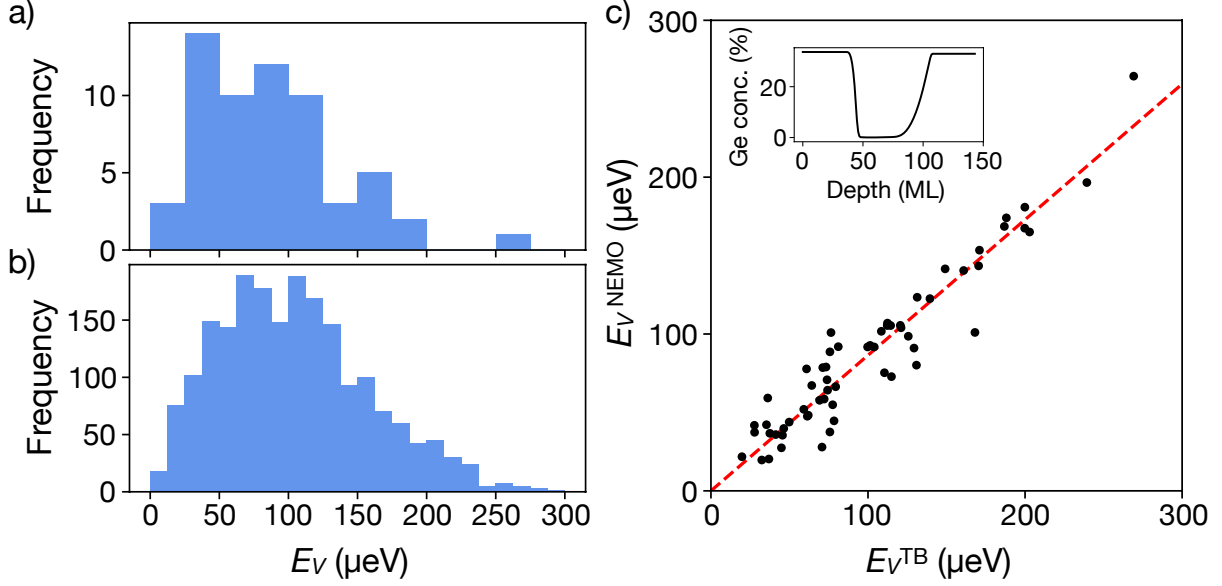 a)
Frequency
10
5
0
b)
Frequency
150
100
50
0
0 50 100 150 200 250 300
E_V (μeV)
c)
300
200
100
0
E_V^NEMO (μeV)
0 100 200 300
E_V^TB (μeV)
Ge conc. (%)
20
0
0 50 100 150
Depth (ML)